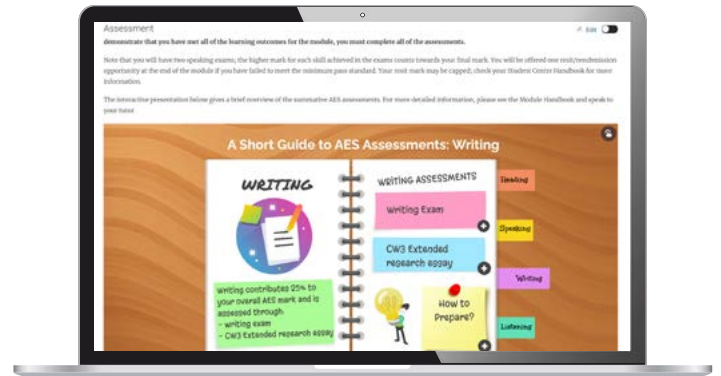 Assessment
Edit
demonstrate that you have met all of the learning outcomes for the module, you must complete all of the assessments.
Note that you will have two speaking exams; the higher mark for each skill achieved in the exams counts towards your final mark. You will be offered one resit/resubmission
opportunity at the end of the module if you have failed to meet the minimum pass standard. Your resit mark may be capped; check your Student Centre Handbook for more
information.
The interactive presentation below gives a brief overview of the summative AES assessments. For more detailed information, please see the Module Handbook and speak to
your tutor.
A Short Guide to AES Assessments: Writing
WRITING
writing contributes 25% to
your overall AES mark and is
assessed through:
- writing exam
- CW3 Extended research essay
WRITING ASSESSMENTS
Writing Exam
CW3 Extended
research essay
How to
Prepare?
Reading
Speaking
Writing
Listening